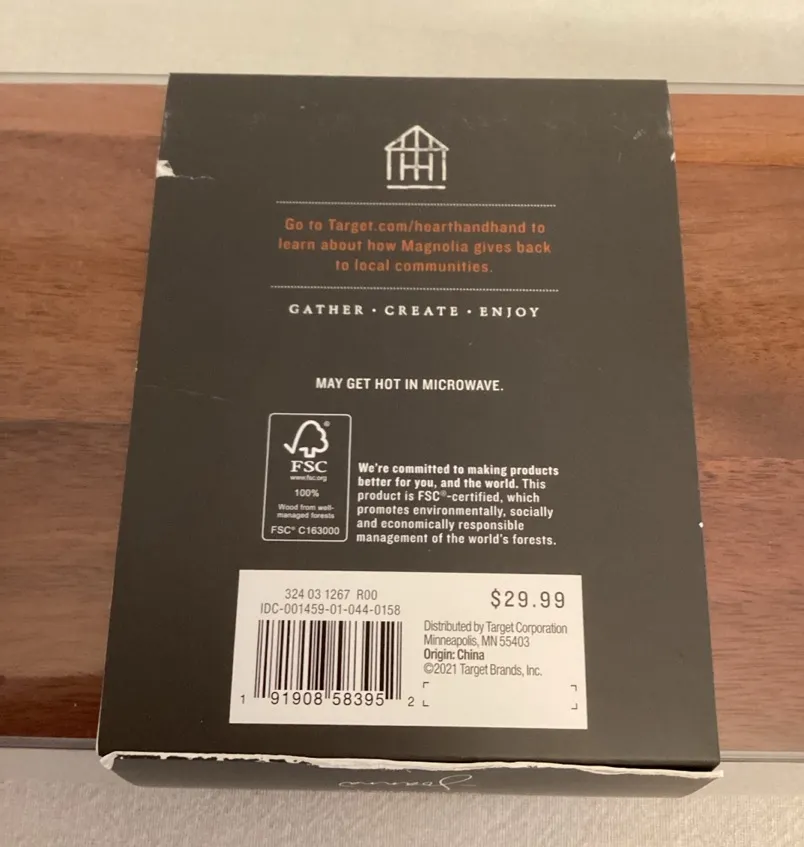 Go to Target.com/hearthandhand to
learn about how Magnolia gives back
to local communities.
GATHER • CREATE • ENJOY
MAY GET HOT IN MICROWAVE.
®
FSC
www.fsc.org
100%
Wood from well-
managed forests
FSC® C163000
We're committed to making products
better for you, and the world. This
product is FSC®-certified, which
promotes environmentally, socially
and economically responsible
management of the world's forests.
324 03 1267 R00
IDC-001459-01-044-0158
1 91908 58395 2
$29.99
Distributed by Target Corporation
Minneapolis, MN 55403
Origin: China
©2021 Target Brands, Inc.
Joanna